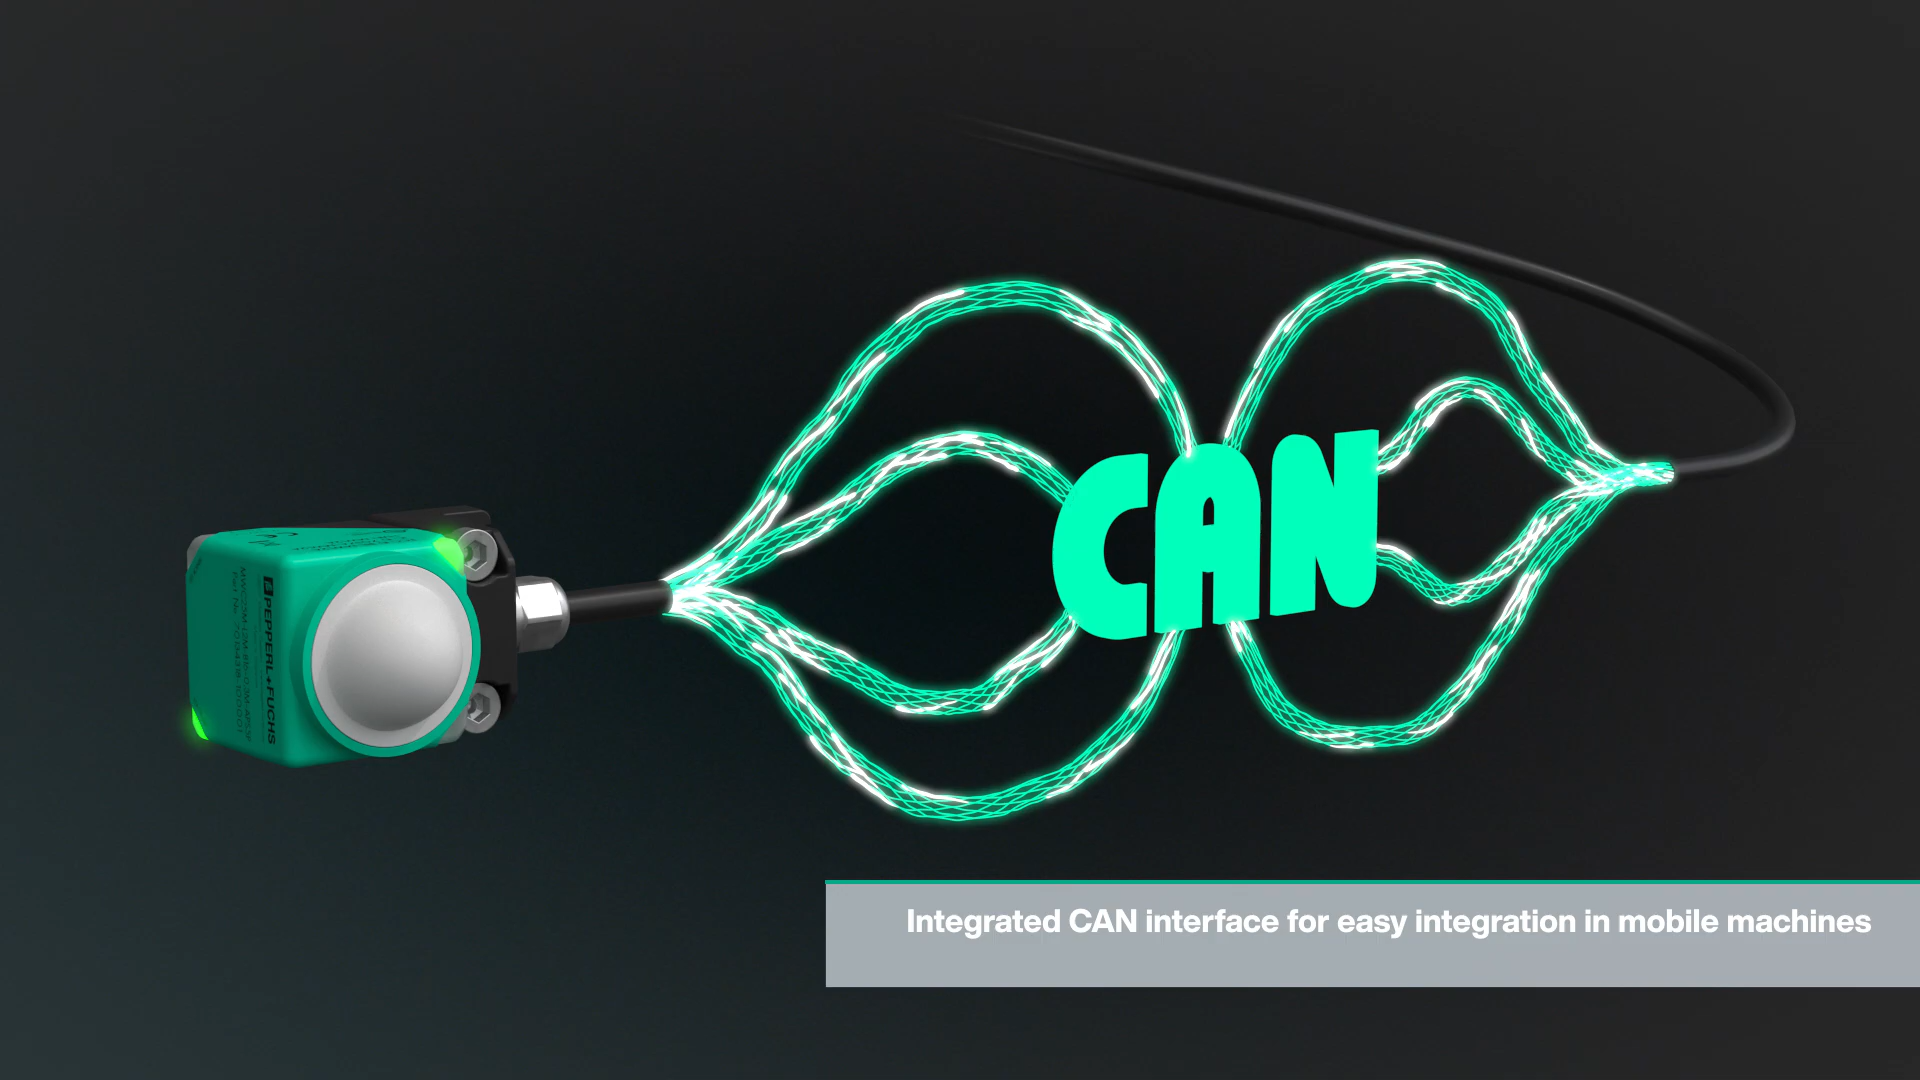 CAN
PEPPERL+FUCHS
Integrated CAN interface for easy integration in mobile machines